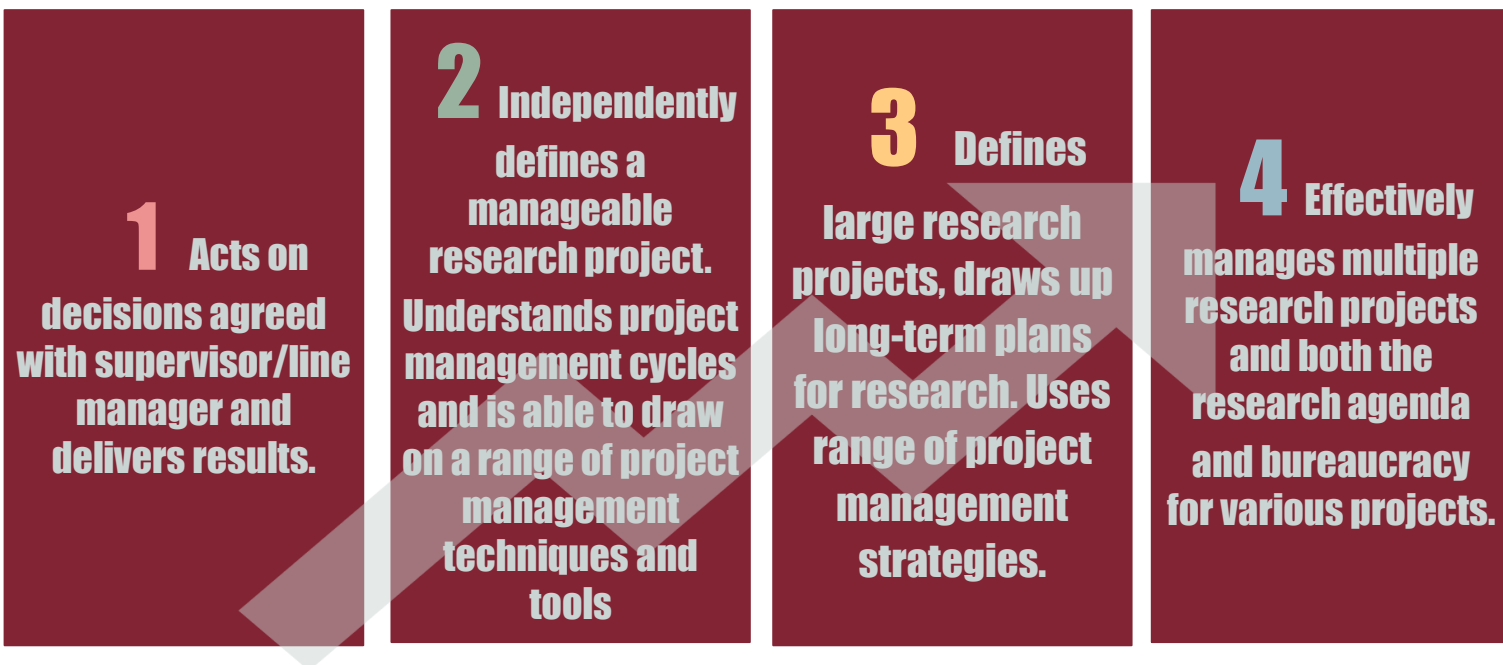 1 Acts on
decisions agreed
with supervisor/line
manager and
delivers results.
2 Independently
defines a
manageable
research project.
Understands project
management cycles
and is able to draw
on a range of project
management
techniques and
tools
3 Defines
large research
projects, draws up
long-term plans
for research. Uses
range of project
management
strategies.
4 Effectively
manages multiple
research projects
and both the
research agenda
and bureaucracy
for various projects.